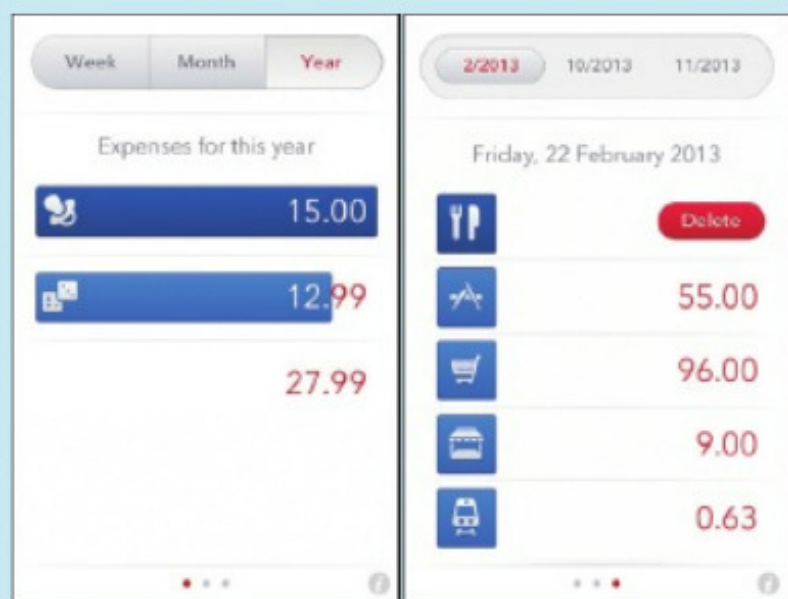 Week Month Year
Expenses for this year
15.00
12.99
27.99
2/2013 10/2013 11/2013
Friday, 22 February 2013
Delete
55.00
96.00
9.00
0.63